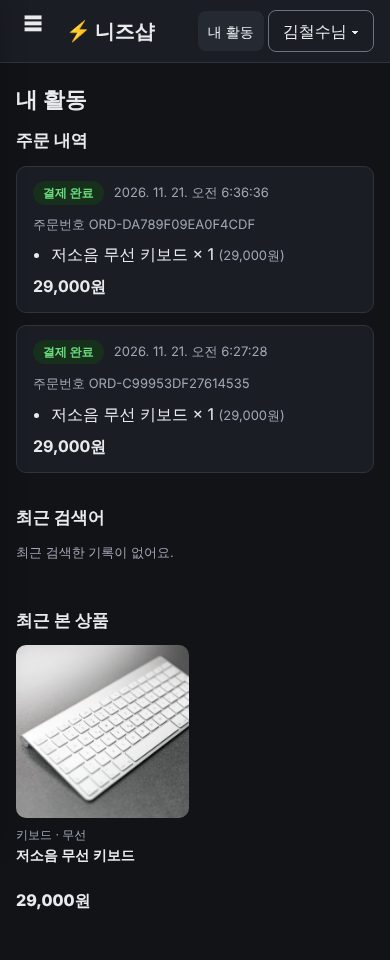 ☰ ⚡ 니즈샵 내 활동 김철수님
내 활동
주문 내역
결제 완료 2026. 11. 21. 오전 6:36:36
주문번호 ORD-DA789F09EA0F4CDF
• 저소음 무선 키보드 × 1 (29,000원)
29,000원
결제 완료 2026. 11. 21. 오전 6:27:28
주문번호 ORD-C99953DF27614535
• 저소음 무선 키보드 × 1 (29,000원)
29,000원
최근 검색어
최근 검색한 기록이 없어요.
최근 본 상품
키보드 · 무선
저소음 무선 키보드
29,000원